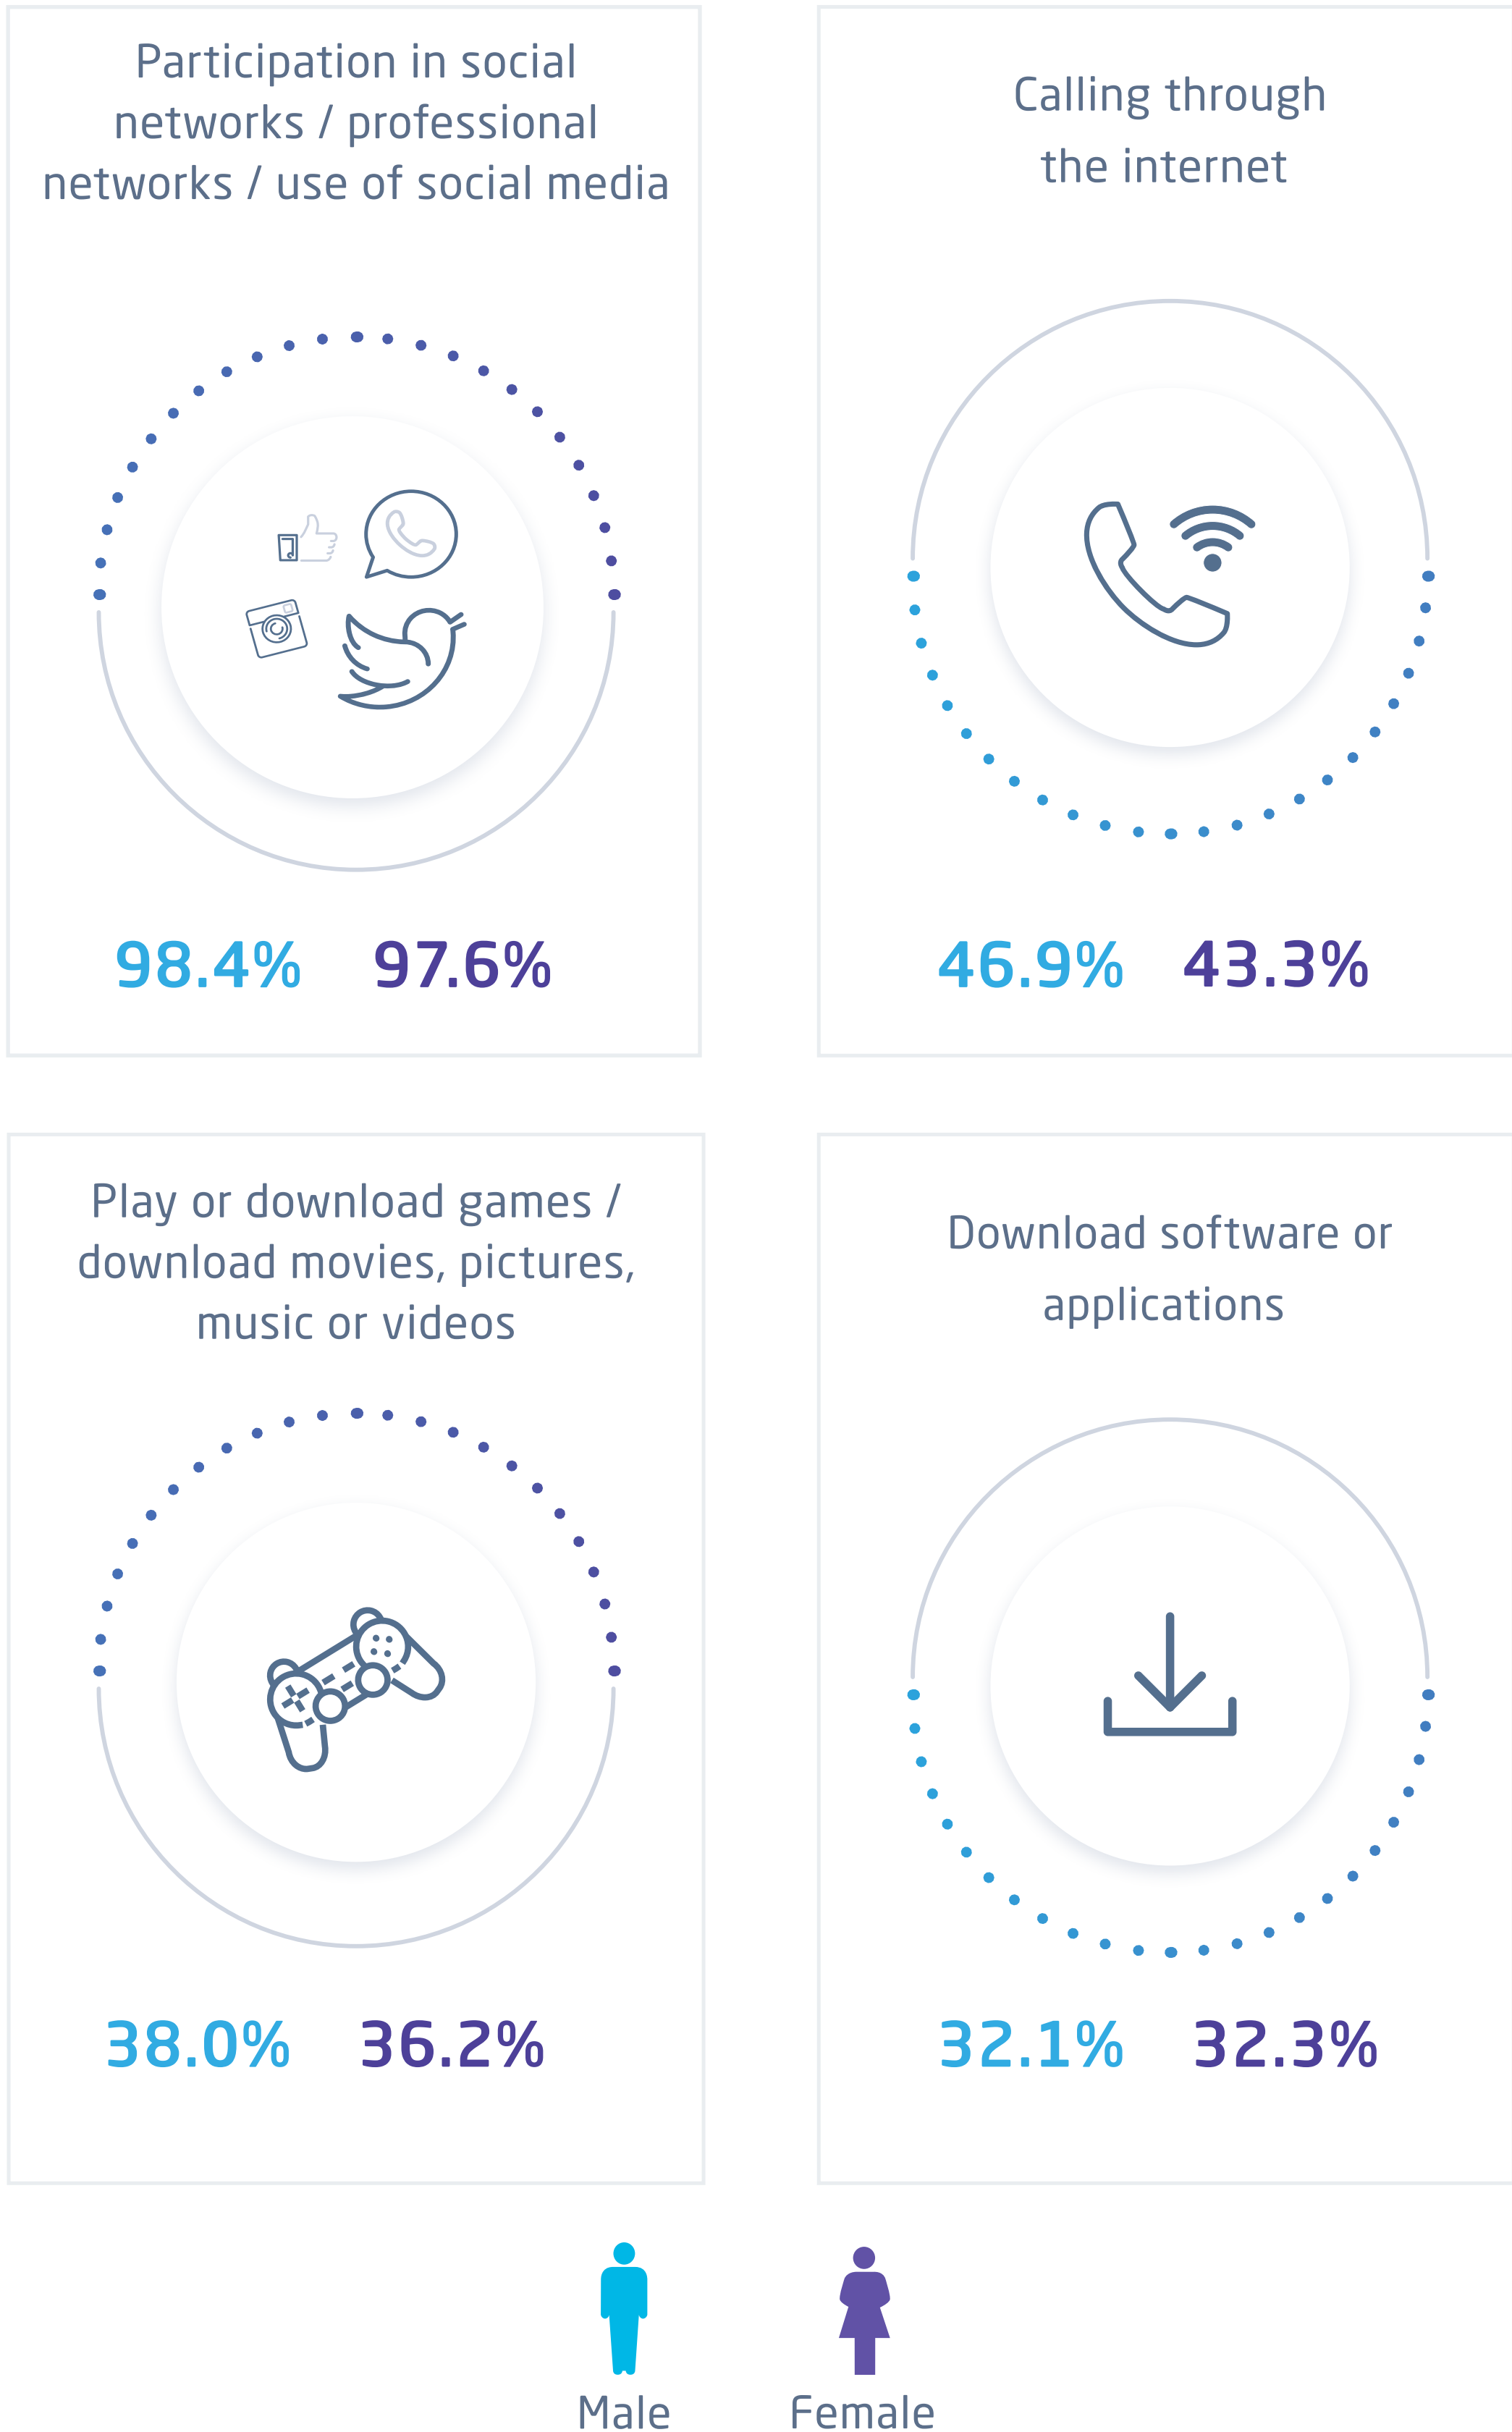 Participation in social
networks / professional
networks / use of social media
98.4% 97.6%
Calling through
the internet
46.9% 43.3%
Play or download games /
download movies, pictures,
music or videos
38.0% 36.2%
Download software or
applications
32.1% 32.3%
Male
Female